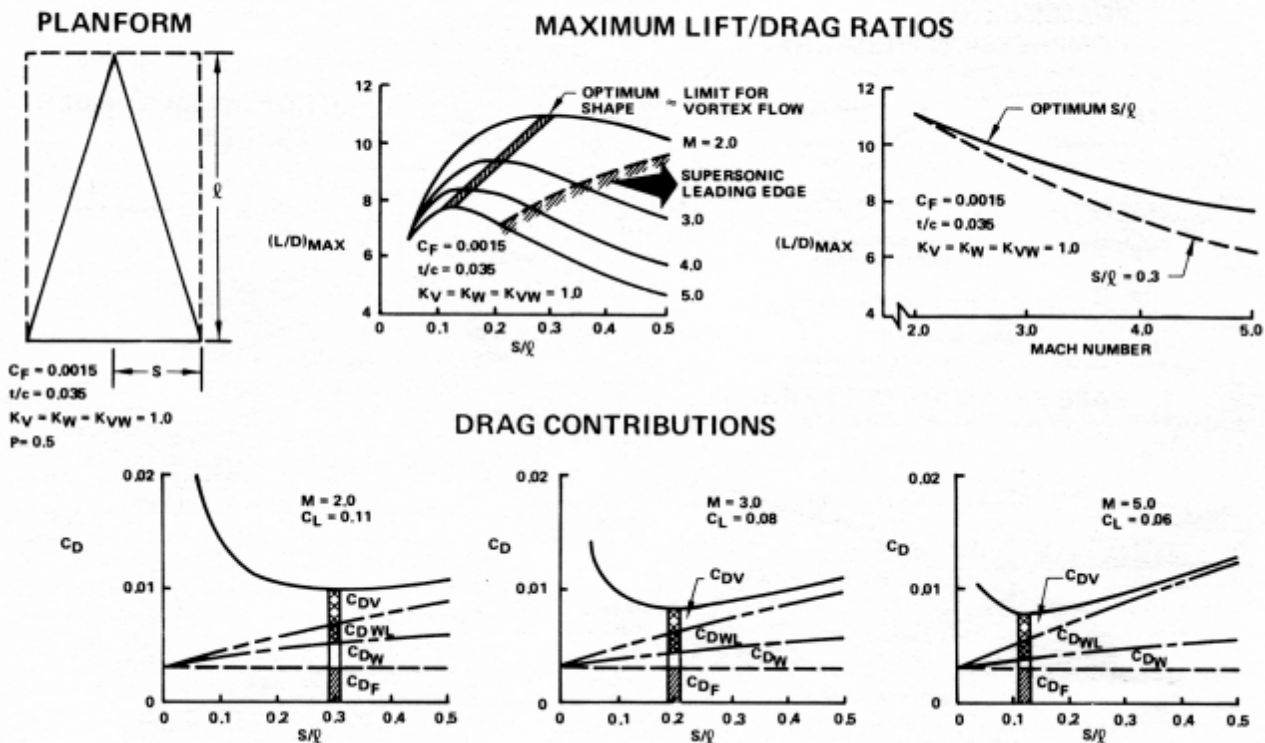 PLANFORM
MAXIMUM LIFT/DRAG RATIOS
ℓ
S
C_F = 0.0015
t/c = 0.035
K_V = K_W = K_VW = 1.0
P= 0.5
12
10
8
6
4
(L/D)MAX
OPTIMUM SHAPE
≈ LIMIT FOR VORTEX FLOW
M = 2.0
SUPERSONIC LEADING EDGE
3.0
4.0
5.0
C_F = 0.0015
t/c = 0.035
K_V = K_W = K_VW = 1.0
0 0.1 0.2 0.3 0.4 0.5
S/ℓ
12
10
8
6
4
(L/D)MAX
OPTIMUM S/ℓ
C_F = 0.0015
t/c = 0.035
K_V = K_W = K_VW = 1.0
S/ℓ = 0.3
2.0 3.0 4.0 5.0
MACH NUMBER
DRAG CONTRIBUTIONS
0.02
0.01
0
C_D
M = 2.0
C_L = 0.11
C_DV
C_DWL
C_DW
C_DF
0 0.1 0.2 0.3 0.4 0.5
S/ℓ
0.02
0.01
0
C_D
M = 3.0
C_L = 0.08
C_DV
C_DWL
C_DW
C_DF
0 0.1 0.2 0.3 0.4 0.5
S/ℓ
0.02
0.01
0
C_D
M = 5.0
C_L = 0.06
C_DV
C_DWL
C_DW
C_DF
0 0.1 0.2 0.3 0.4 0.5
S/ℓ